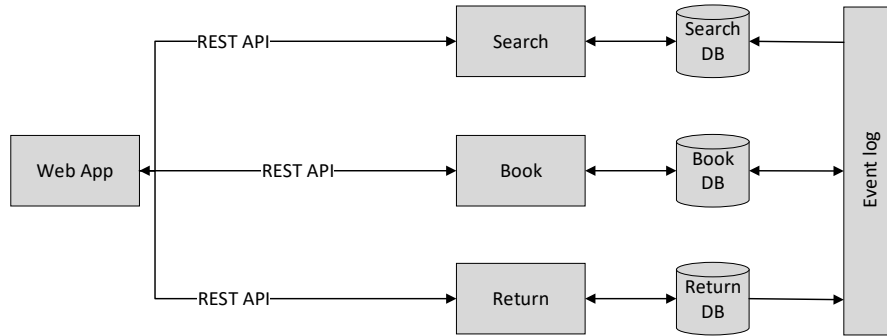 REST API
Search
Search
DB
Web App
REST API
Book
Book
DB
Event log
REST API
Return
Return
DB